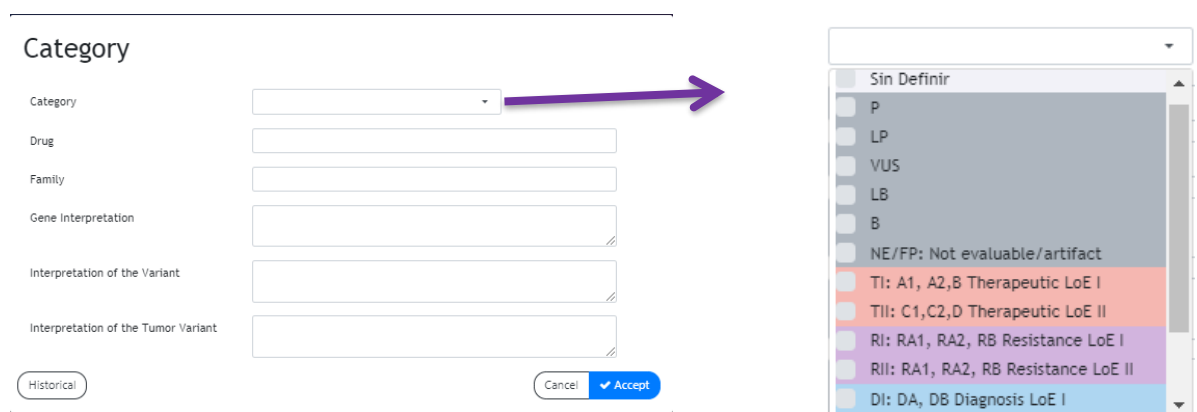 Category
Category
Drug
Family
Gene Interpretation
Interpretation of the Variant
Interpretation of the Tumor Variant
Historical
Cancel
Accept
Sin Definir
P
LP
VUS
LB
B
NE/FP: Not evaluable/artifact
TI: A1, A2,B Therapeutic LoE I
TII: C1,C2,D Therapeutic LoE II
RI: RA1, RA2, RB Resistance LoE I
RII: RA1, RA2, RB Resistance LoE II
DI: DA, DB Diagnosis LoE I